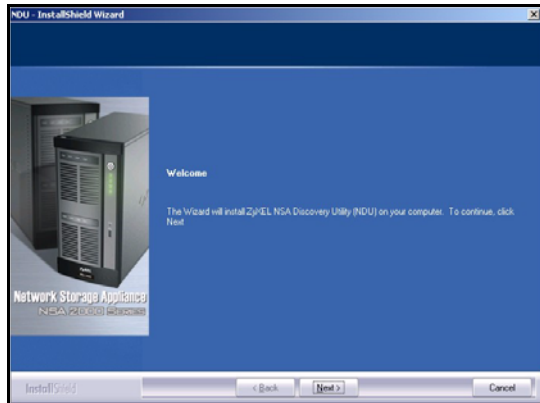 NDU - InstallShield Wizard
Welcome
The Wizard will install ZyXEL NSA Discovery Utility (NDU) on your computer. To continue, click
Next
Network Storage Appliance
NSA 2000 Series
InstallShield
< Back
Next >
Cancel